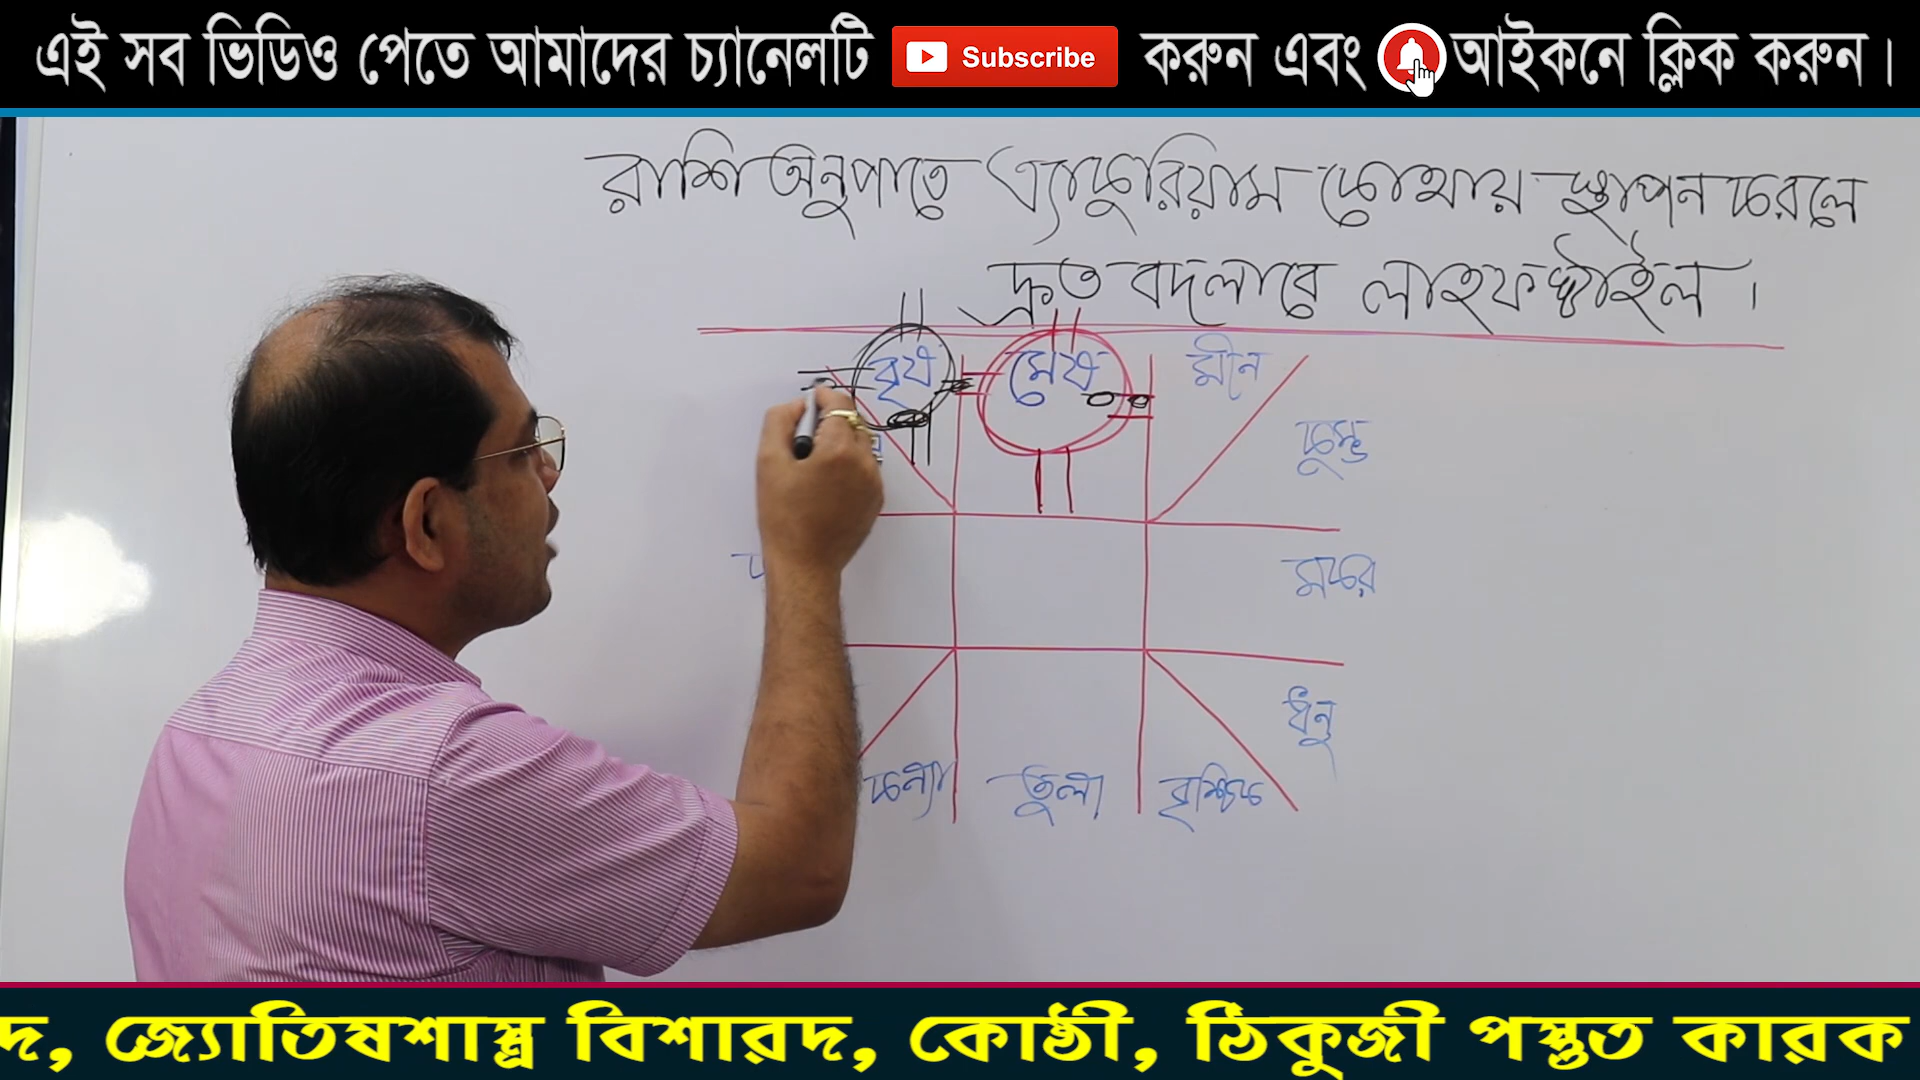 এই সব ভিডিও পেতে আমাদের চ্যানেলটি Subscribe করুন এবং আইকনে ক্লিক করুন।
রাশি অনুপাতে এ্যাকুরিয়াম কোথায় স্থাপন করলে
দ্রুত বদলাবে লাইফস্টাইল।
বৃষ মেষ মীন
কুম্ভ
মকর
ধনু
কন্যা তুলা বৃশ্চিক
দ, জ্যোতিষশাস্ত্র বিশারদ, কোষ্ঠী, ঠিকুজী পস্তুত কারক